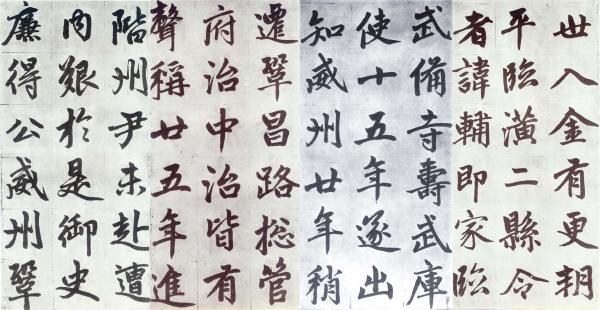 世入金有更朝
平臨潢二縣令
者諱輔即家臨
武備寺壽武庫
使十五年遂出
知威州廿年稍
遷鞏昌路揔管
府治中治皆有
聲稱廿五年進
階州尹未赴遭
內艱於是御史
廉得公威州鞏